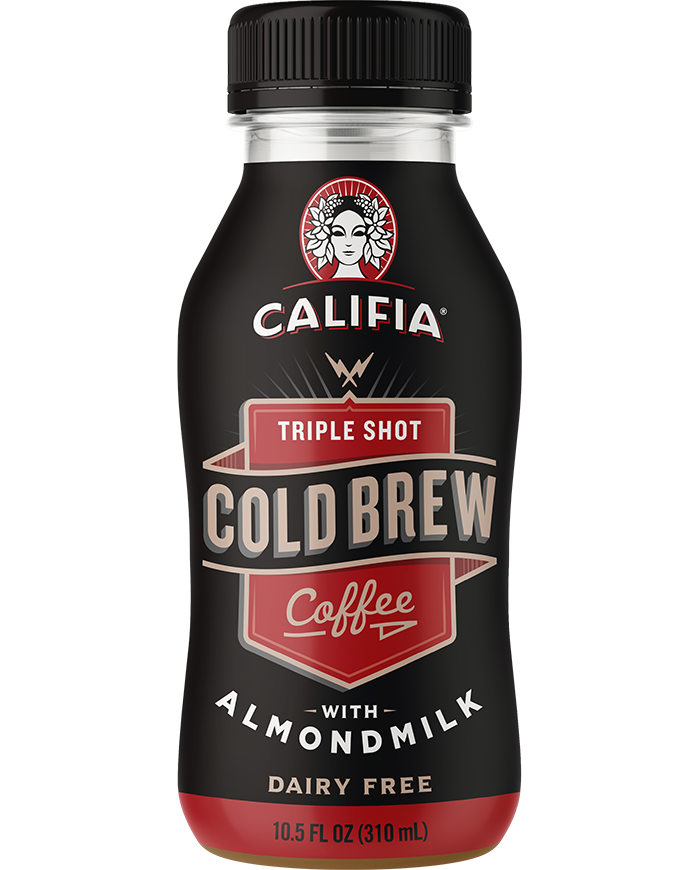 CALIFIA®
TRIPLE SHOT
COLD BREW
Coffee
WITH
ALMONDMILK
DAIRY FREE
10.5 FL OZ (310 mL)